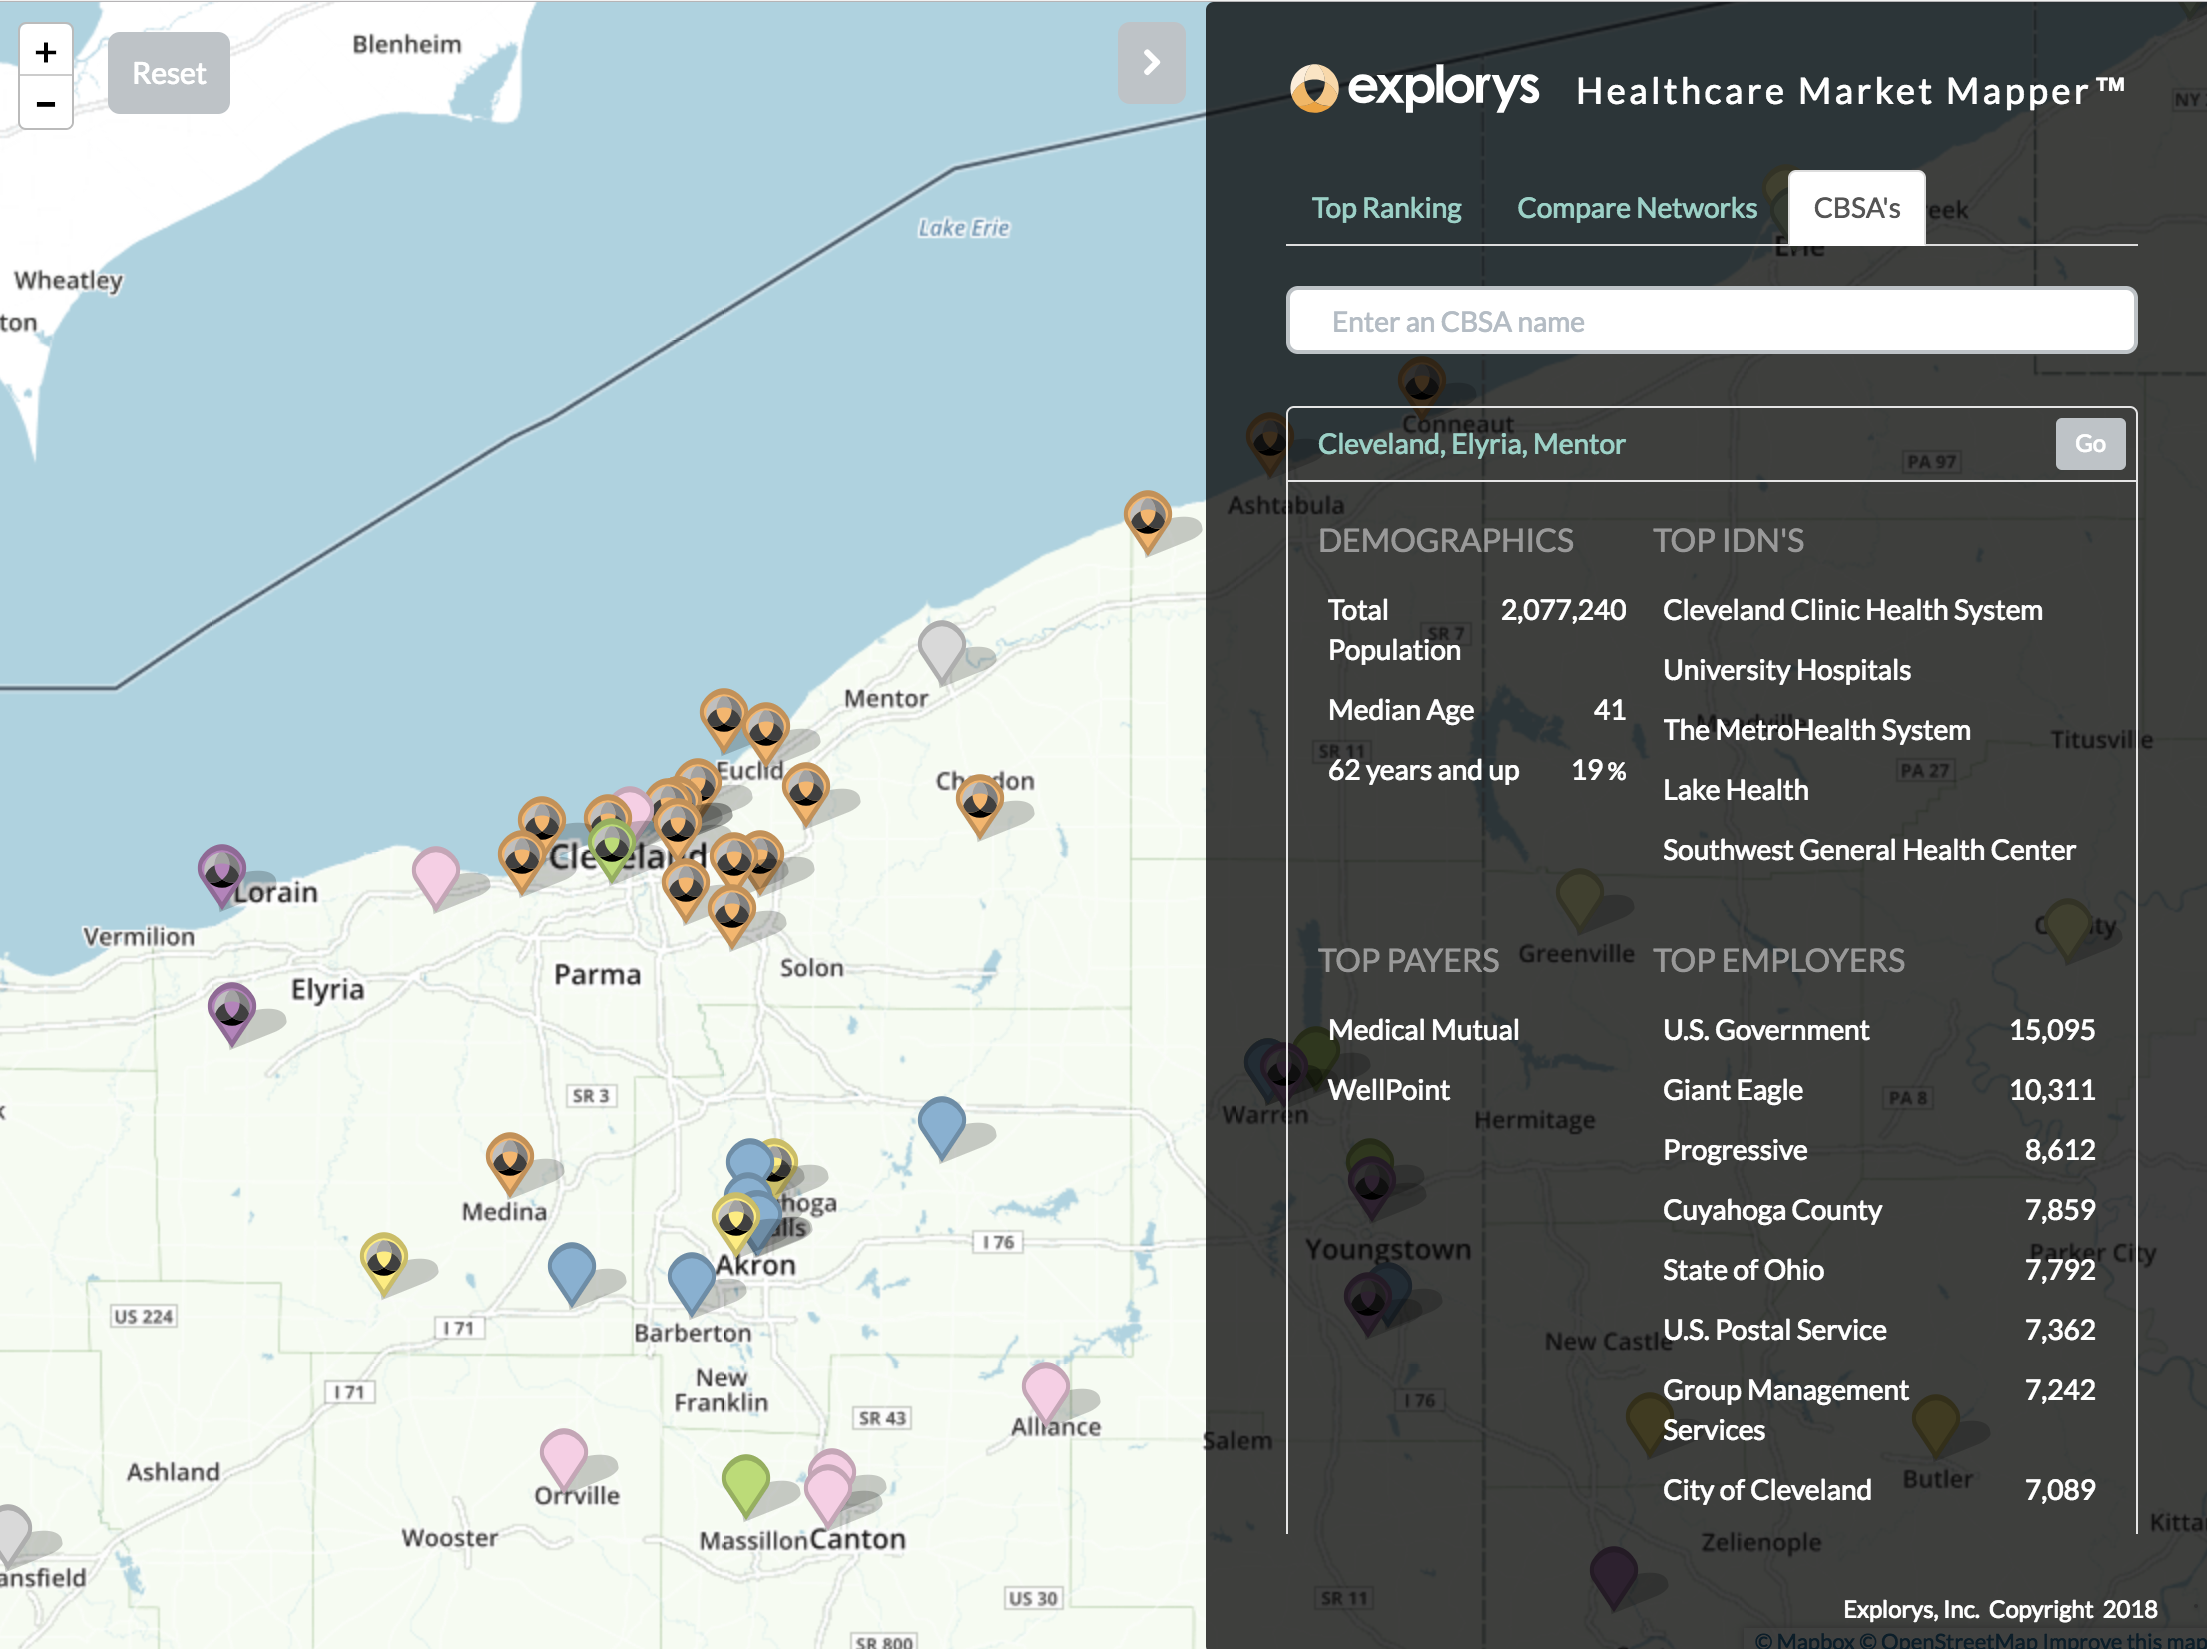 +
−
Reset
Blenheim
Wheatley
ton
Lake Erie
Mentor
Euclid
Lorain
Cleveland
Vermilion
Elyria
Parma
Solon
SR 3
Medina
hoga
alls
I 76
Akron
US 224
I 71
Barberton
New
Franklin
I 71
SR 43
Alliance
Ashland
Orrville
Wooster
Massillon
Canton
ansfield
US 30
SR 800
explorys Healthcare Market Mapper™
NY
Top Ranking Compare Networks CBSA's
eek
Erie
Enter an CBSA name
Conneaut
Cleveland, Elyria, Mentor Go
PA 97
Ashtabula
DEMOGRAPHICS
Total 2,077,240
Population
Median Age 41
62 years and up 19 %
TOP IDN'S
Cleveland Clinic Health System
University Hospitals
The MetroHealth System
Lake Health
Southwest General Health Center
SR 7
SR 11
Titusville
PA 27
Greenville
TOP PAYERS
Medical Mutual
WellPoint
TOP EMPLOYERS
U.S. Government 15,095
Giant Eagle 10,311
Progressive 8,612
Cuyahoga County 7,859
State of Ohio 7,792
U.S. Postal Service 7,362
Group Management 7,242
Services
City of Cleveland 7,089
Warren
Hermitage
PA 8
Youngstown
Parker City
New Castle
I 76
Salem
Butler
Zelienople
Kitta
SR 11
Explorys, Inc. Copyright 2018
© Mapbox © OpenStreetMap Improve this map